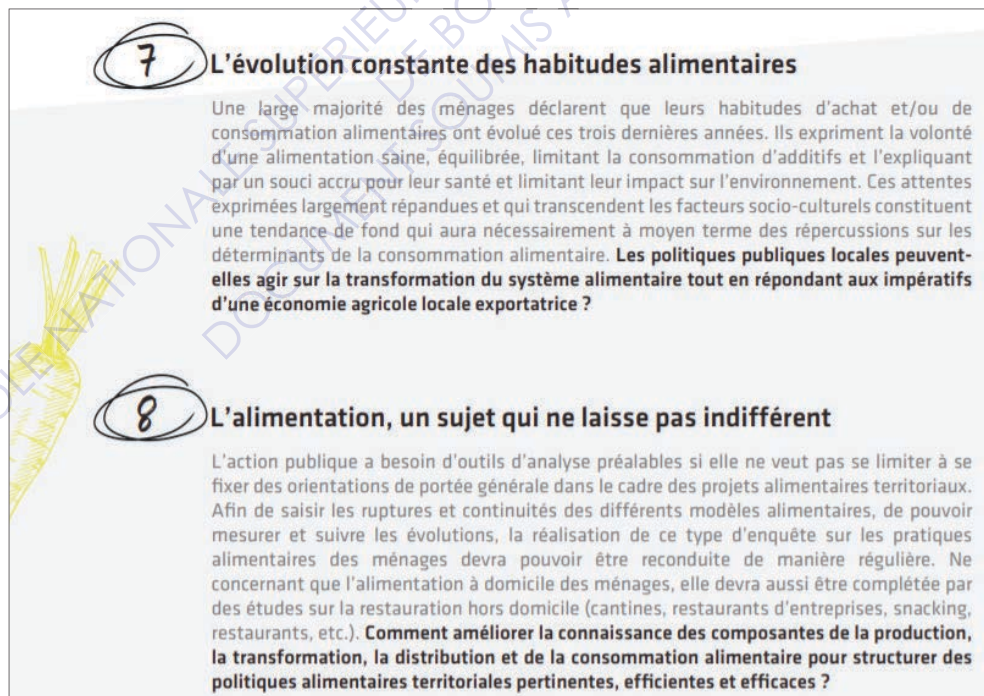 7
L'évolution constante des habitudes alimentaires
Une large majorité des ménages déclarent que leurs habitudes d'achat et/ou de
consommation alimentaires ont évolué ces trois dernières années. Ils expriment la volonté
d'une alimentation saine, équilibrée, limitant la consommation d'additifs et l'expliquant
par un souci accru pour leur santé et limitant leur impact sur l'environnement. Ces attentes
exprimées largement répandues et qui transcendent les facteurs socio-culturels constituent
une tendance de fond qui aura nécessairement à moyen terme des répercussions sur les
déterminants de la consommation alimentaire. Les politiques publiques locales peuvent-
elles agir sur la transformation du système alimentaire tout en répondant aux impératifs
d'une économie agricole locale exportatrice ?
8
L'alimentation, un sujet qui ne laisse pas indifférent
L'action publique a besoin d'outils d'analyse préalables si elle ne veut pas se limiter à se
fixer des orientations de portée générale dans le cadre des projets alimentaires territoriaux.
Afin de saisir les ruptures et continuités des différents modèles alimentaires, de pouvoir
mesurer et suivre les évolutions, la réalisation de ce type d'enquête sur les pratiques
alimentaires des ménages devra pouvoir être reconduite de manière régulière. Ne
concernant que l'alimentation à domicile des ménages, elle devra aussi être complétée par
des études sur la restauration hors domicile (cantines, restaurants d'entreprises, snacking,
restaurants, etc.). Comment améliorer la connaissance des composantes de la production,
la transformation, la distribution et de la consommation alimentaire pour structurer des
politiques alimentaires territoriales pertinentes, efficientes et efficaces ?
NATIONALE
DE
DOCUMENT SOUMIS